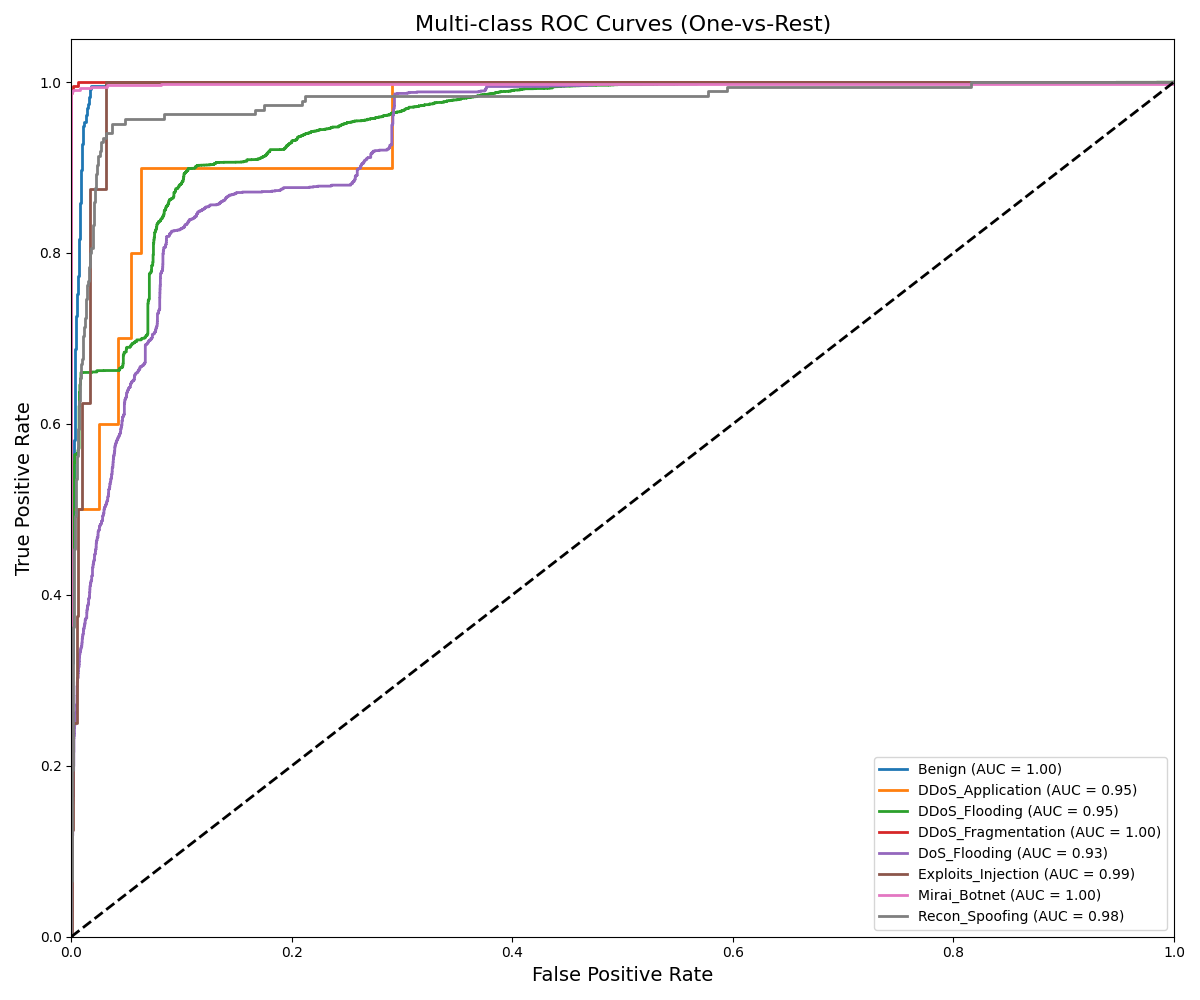 Multi-class ROC Curves (One-vs-Rest)
True Positive Rate
1.0
0.8
0.6
0.4
0.2
0.0
0.0 0.2 0.4 0.6 0.8 1.0
False Positive Rate
Benign (AUC = 1.00)
DDoS_Application (AUC = 0.95)
DDoS_Flooding (AUC = 0.95)
DDoS_Fragmentation (AUC = 1.00)
DoS_Flooding (AUC = 0.93)
Exploits_Injection (AUC = 0.99)
Mirai_Botnet (AUC = 1.00)
Recon_Spoofing (AUC = 0.98)